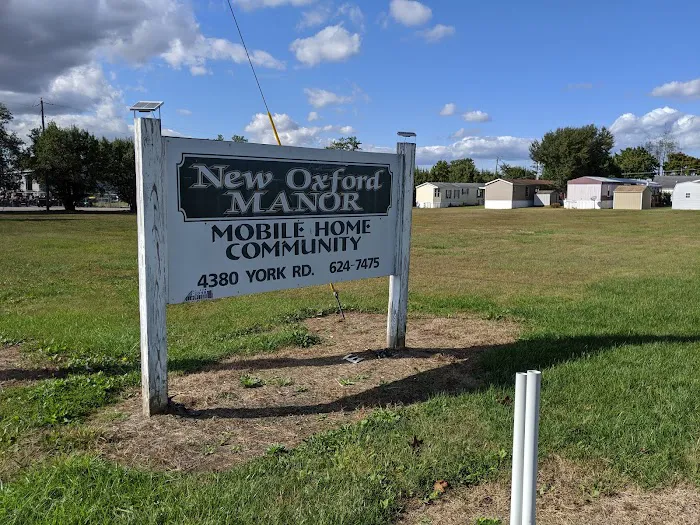 New Oxford
MANOR
MOBILE HOME
COMMUNITY
4380 YORK RD. 624-7475